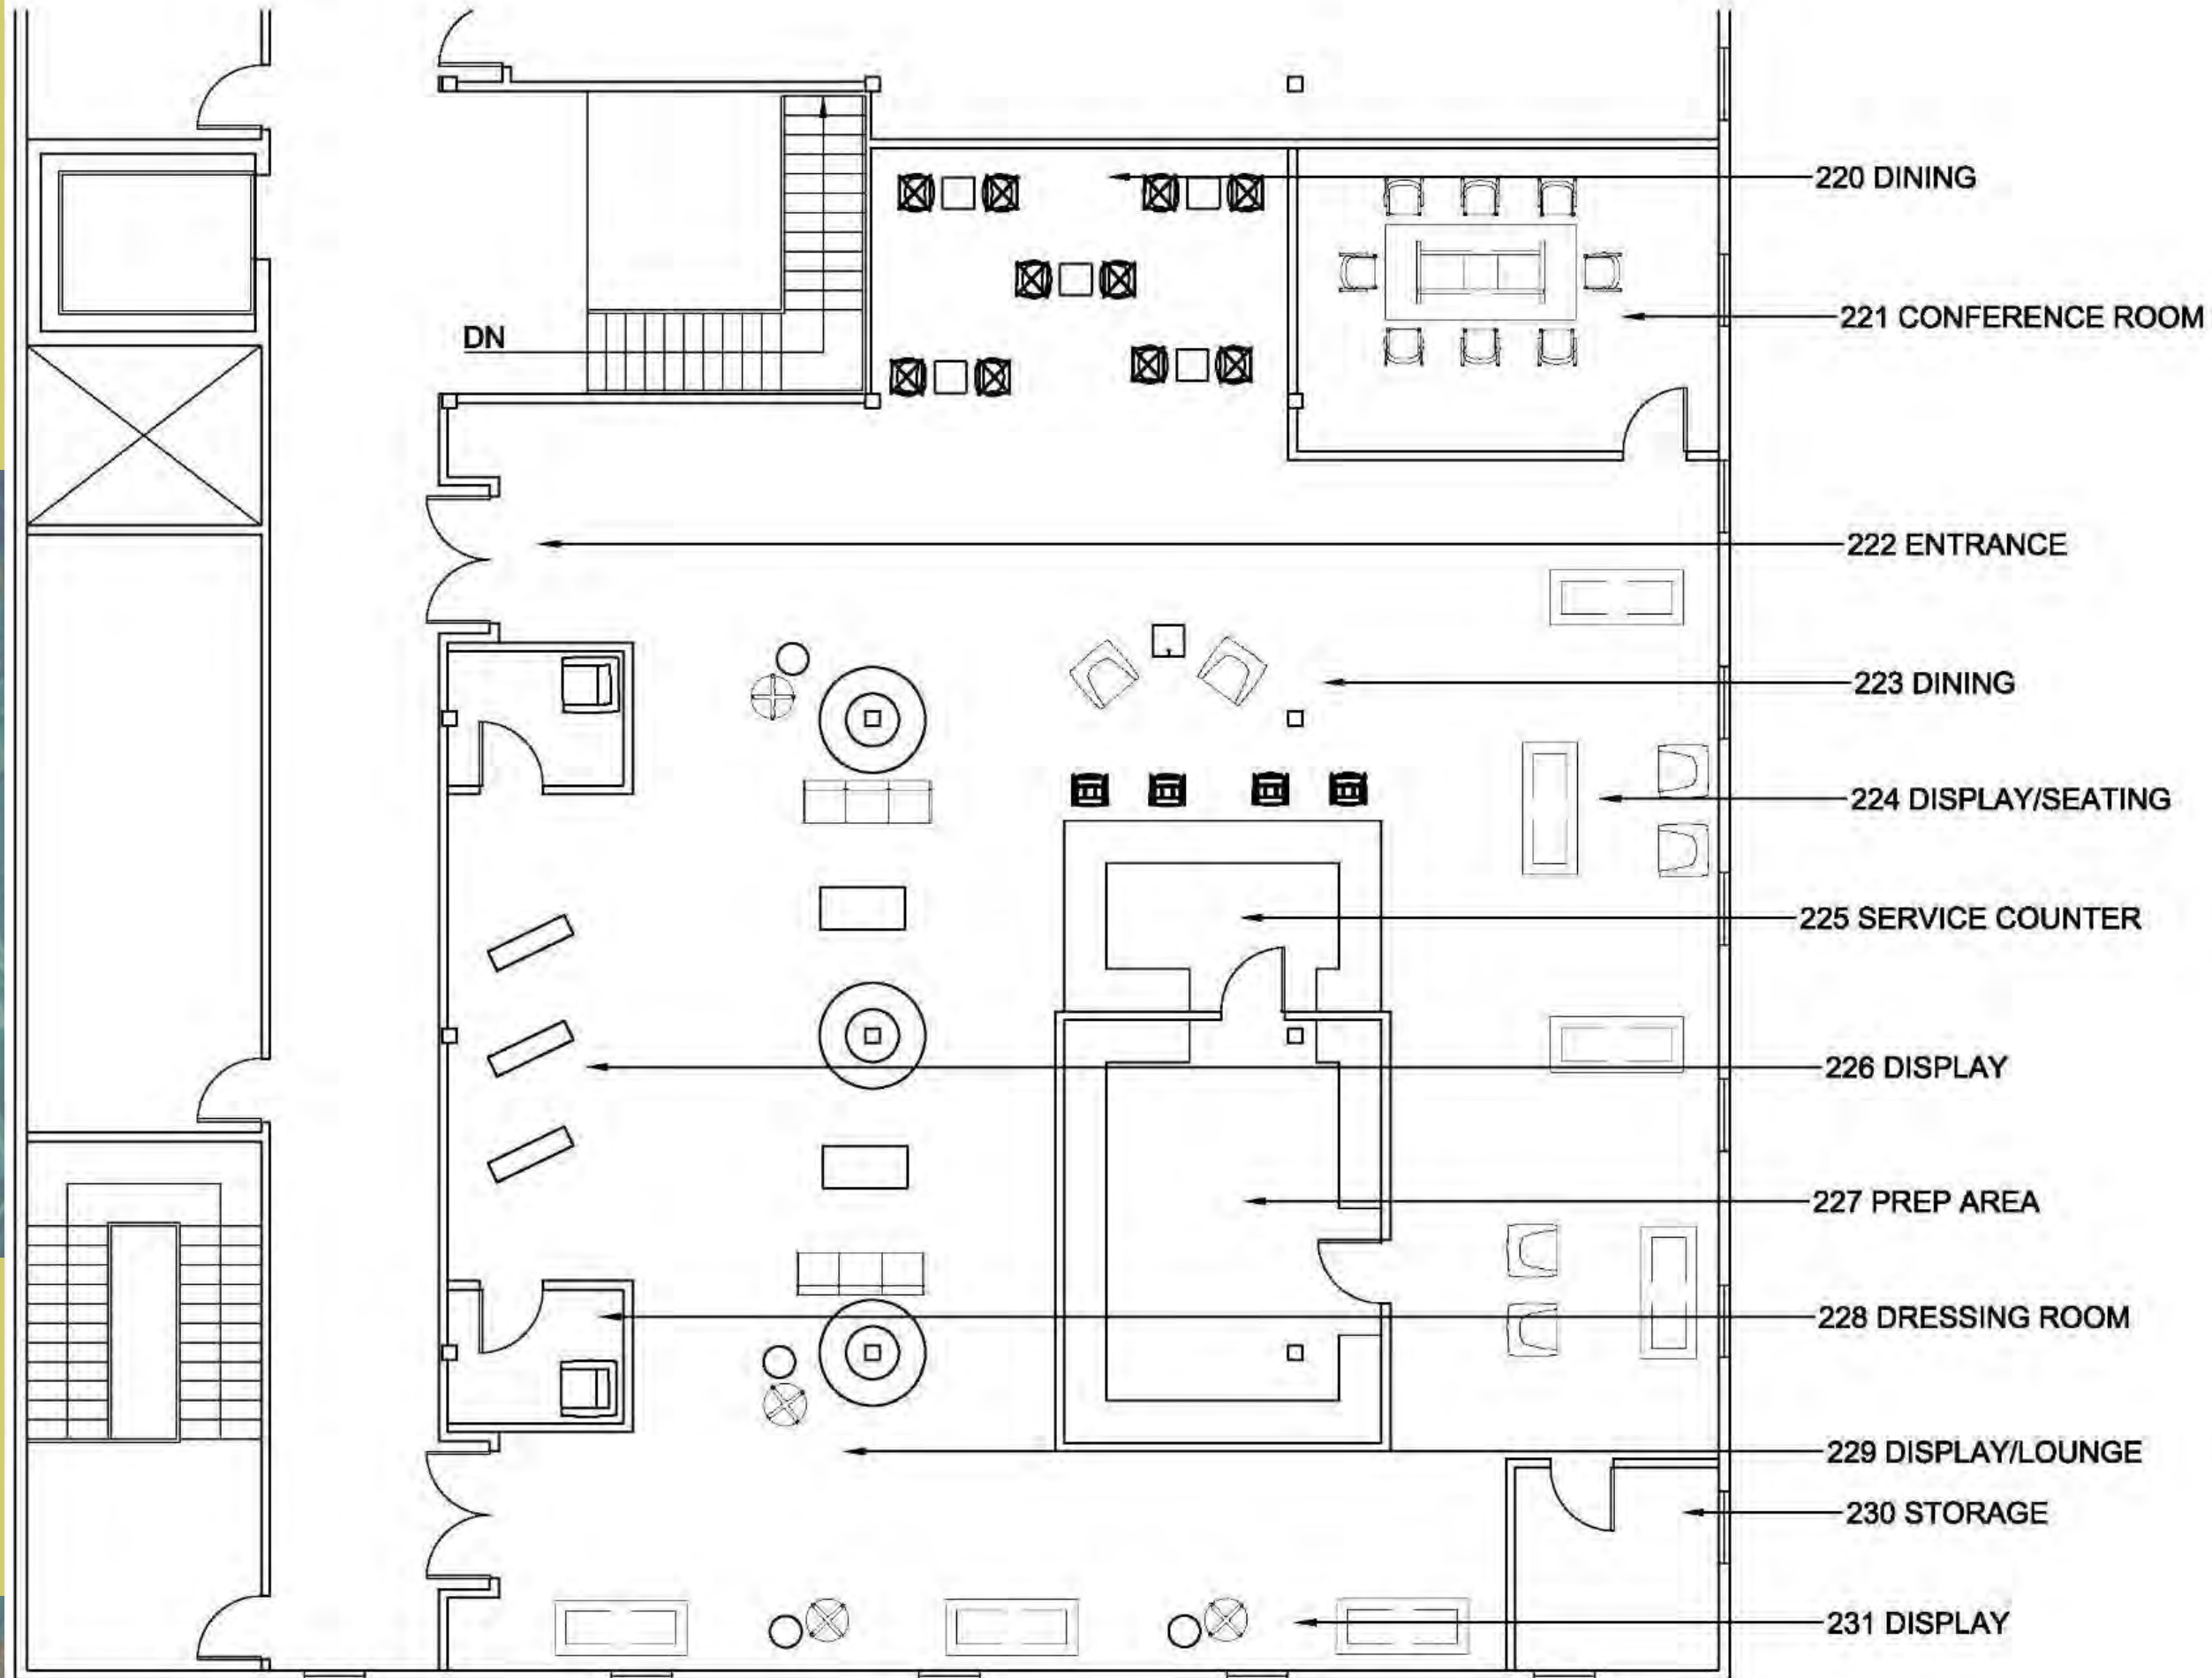 220 DINING
221 CONFERENCE ROOM
DN
222 ENTRANCE
223 DINING
224 DISPLAY/SEATING
225 SERVICE COUNTER
226 DISPLAY
227 PREP AREA
228 DRESSING ROOM
229 DISPLAY/LOUNGE
230 STORAGE
231 DISPLAY